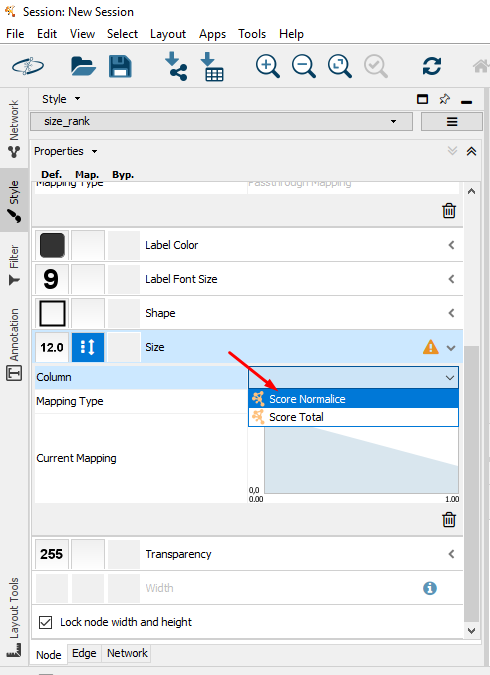 Session: New Session
File Edit View Select Layout Apps Tools Help
Network
Style
Filter
Annotation
Layout Tools
Style
size_rank
Properties
Def. Map. Byp.
Mapping Type Passthrough Mapping
Label Color
9 Label Font Size
Shape
12.0 Size
Column
Score Normalice
Mapping Type
Score Total
Current Mapping
0,0
0.00 1.00
255 Transparency
Width
Lock node width and height
Node Edge Network